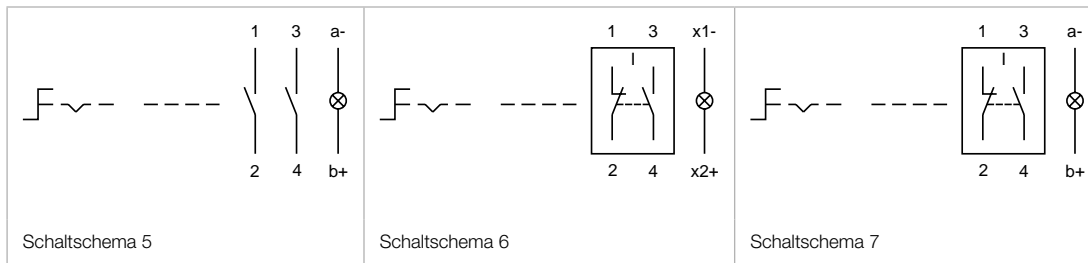 1 3 a-
2 4 b+
Schaltschema 5
1 3 x1-
2 4 x2+
Schaltschema 6
1 3 a-
2 4 b+
Schaltschema 7